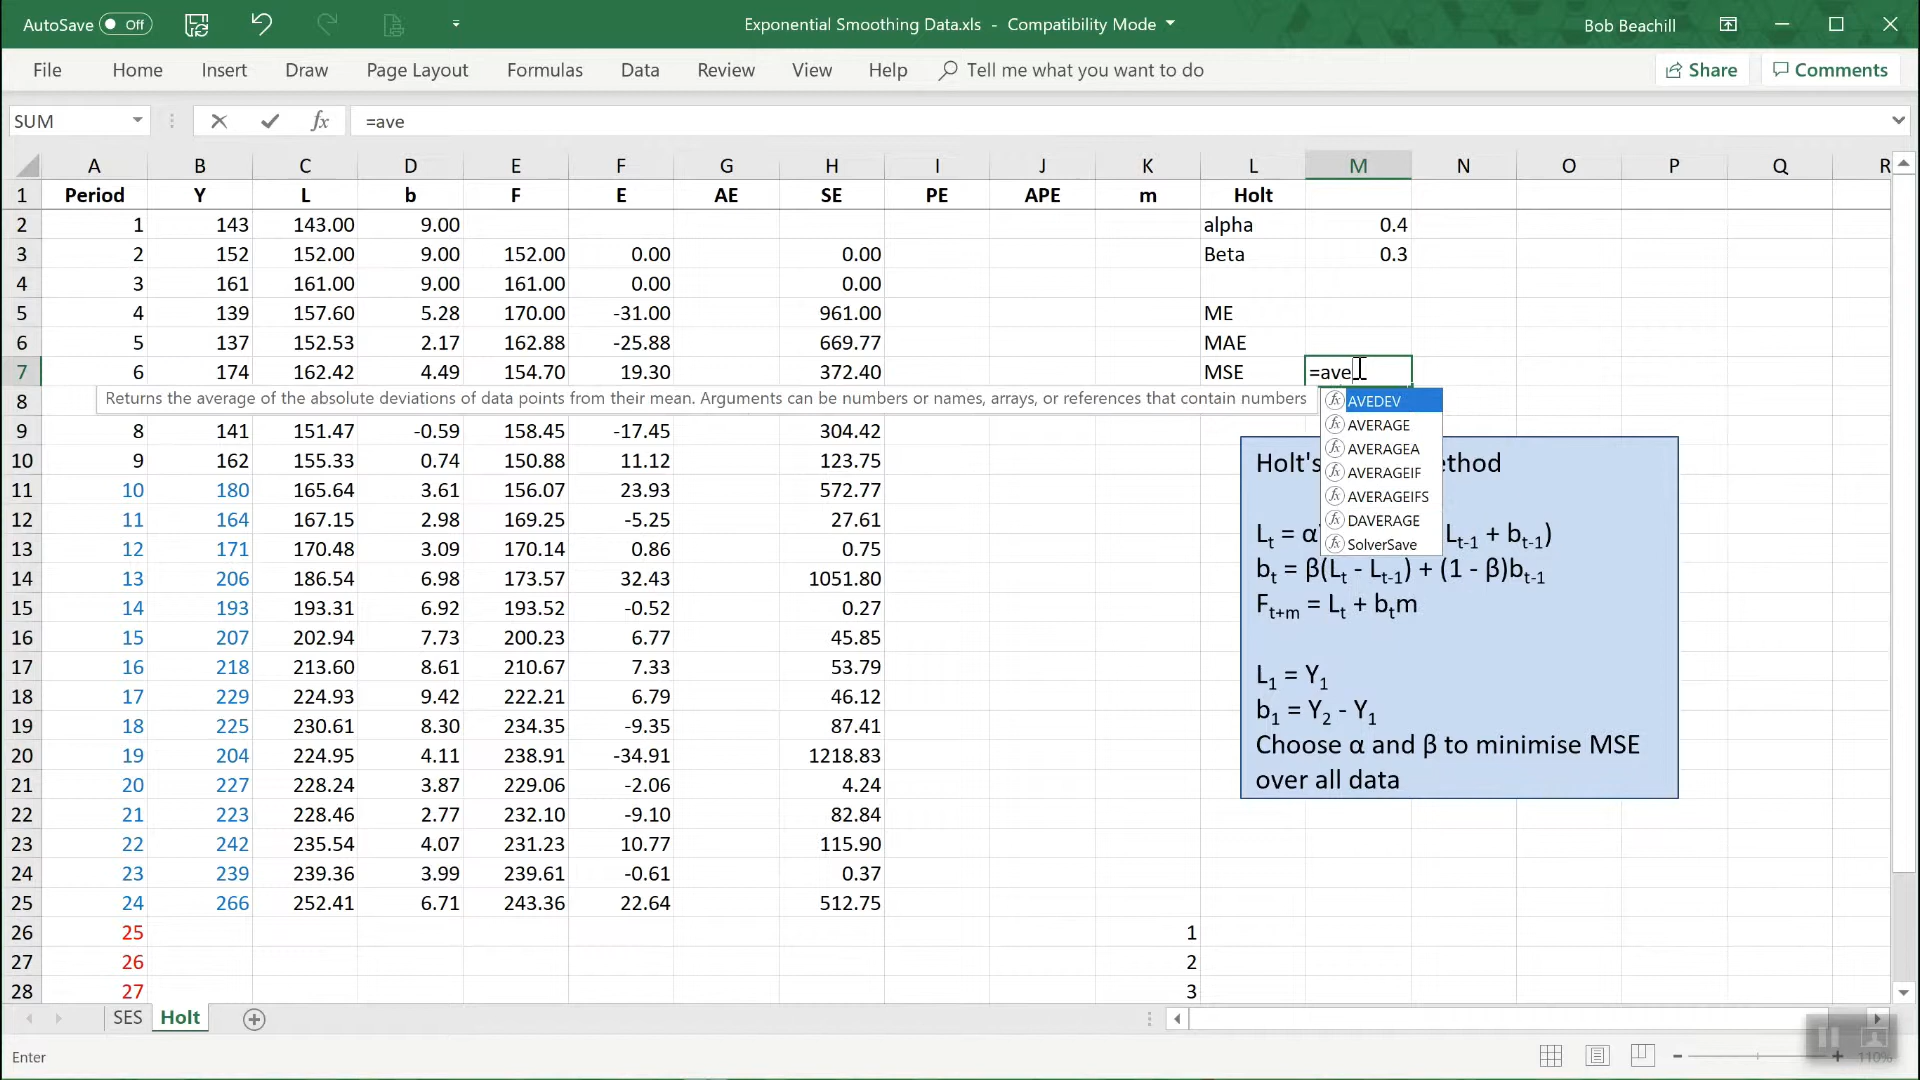 AutoSave Off Exponential Smoothing Data.xls - Compatibility Mode Bob Beachill
File Home Insert Draw Page Layout Formulas Data Review View Help Tell me what you want to do Share Comments
SUM fx =ave
A B C D E F G H I J K L M N O P Q R
1 Period Y L b F E AE SE PE APE m Holt
2 1 143 143.00 9.00 alpha 0.4
3 2 152 152.00 9.00 152.00 0.00 0.00 Beta 0.3
4 3 161 161.00 9.00 161.00 0.00 0.00
5 4 139 157.60 5.28 170.00 -31.00 961.00 ME
6 5 137 152.53 2.17 162.88 -25.88 669.77 MAE
7 6 174 162.42 4.49 154.70 19.30 372.40 MSE =ave
8 Returns the average of the absolute deviations of data points from their mean. Arguments can be numbers or names, arrays, or references that contain numbers
fx AVEDEV
fx AVERAGE
fx AVERAGEA
fx AVERAGEIF
fx AVERAGEIFS
fx DAVERAGE
fx SolverSave
9 8 141 151.47 -0.59 158.45 -17.45 304.42
10 9 162 155.33 0.74 150.88 11.12 123.75
11 10 180 165.64 3.61 156.07 23.93 572.77
12 11 164 167.15 2.98 169.25 -5.25 27.61
13 12 171 170.48 3.09 170.14 0.86 0.75
14 13 206 186.54 6.98 173.57 32.43 1051.80
15 14 193 193.31 6.92 193.52 -0.52 0.27
16 15 207 202.94 7.73 200.23 6.77 45.85
17 16 218 213.60 8.61 210.67 7.33 53.79
18 17 229 224.93 9.42 222.21 6.79 46.12
19 18 225 230.61 8.30 234.35 -9.35 87.41
20 19 204 224.95 4.11 238.91 -34.91 1218.83
21 20 227 228.24 3.87 229.06 -2.06 4.24
22 21 223 228.46 2.77 232.10 -9.10 82.84
23 22 242 235.54 4.07 231.23 10.77 115.90
24 23 239 239.36 3.99 239.61 -0.61 0.37
25 24 266 252.41 6.71 243.36 22.64 512.75
26 25 1
27 26 2
28 27 3
Holt's ethod
Lt = α Lt-1 + bt-1)
bt = β(Lt - Lt-1) + (1 - β)bt-1
Ft+m = Lt + btm
L1 = Y1
b1 = Y2 - Y1
Choose α and β to minimise MSE
over all data
SES Holt
Enter 110%